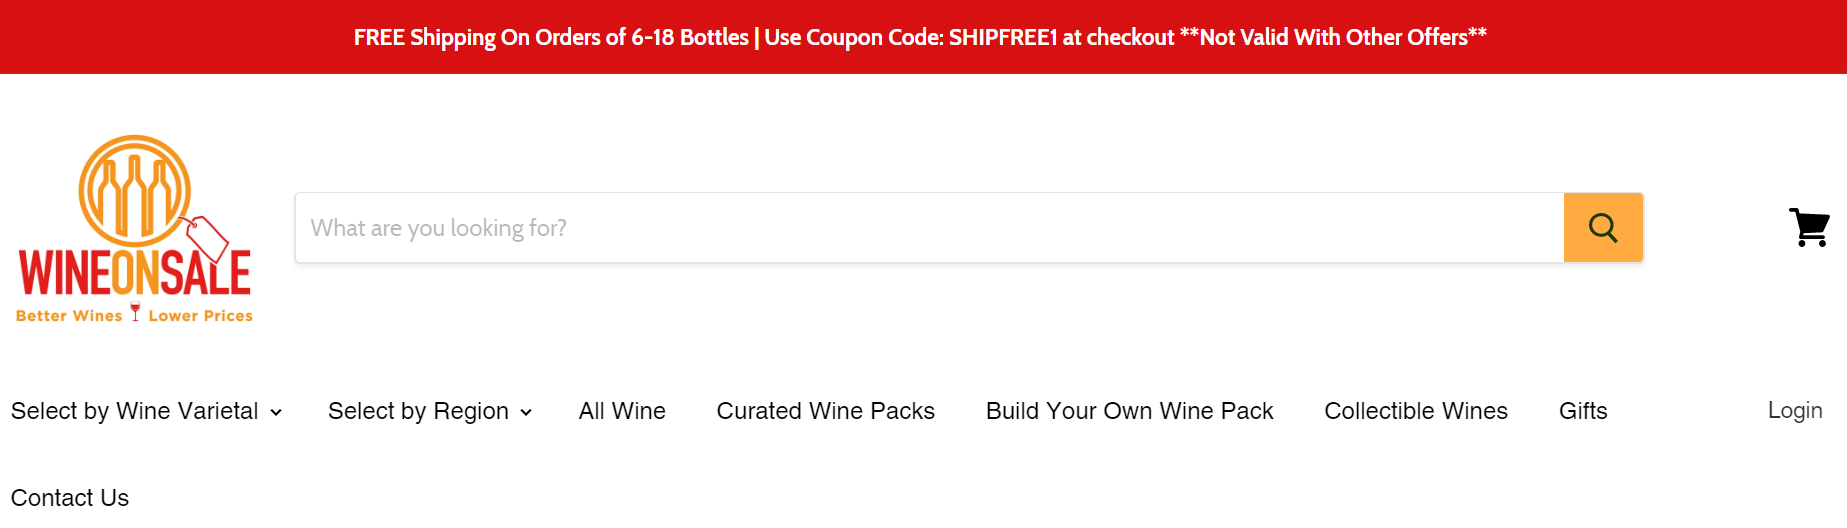 FREE Shipping On Orders of 6-18 Bottles | Use Coupon Code: SHIPFREE1 at checkout **Not Valid With Other Offers**
WINEONSALE
Better Wines Lower Prices
What are you looking for?
Select by Wine Varietal Select by Region All Wine Curated Wine Packs Build Your Own Wine Pack Collectible Wines Gifts Login
Contact Us